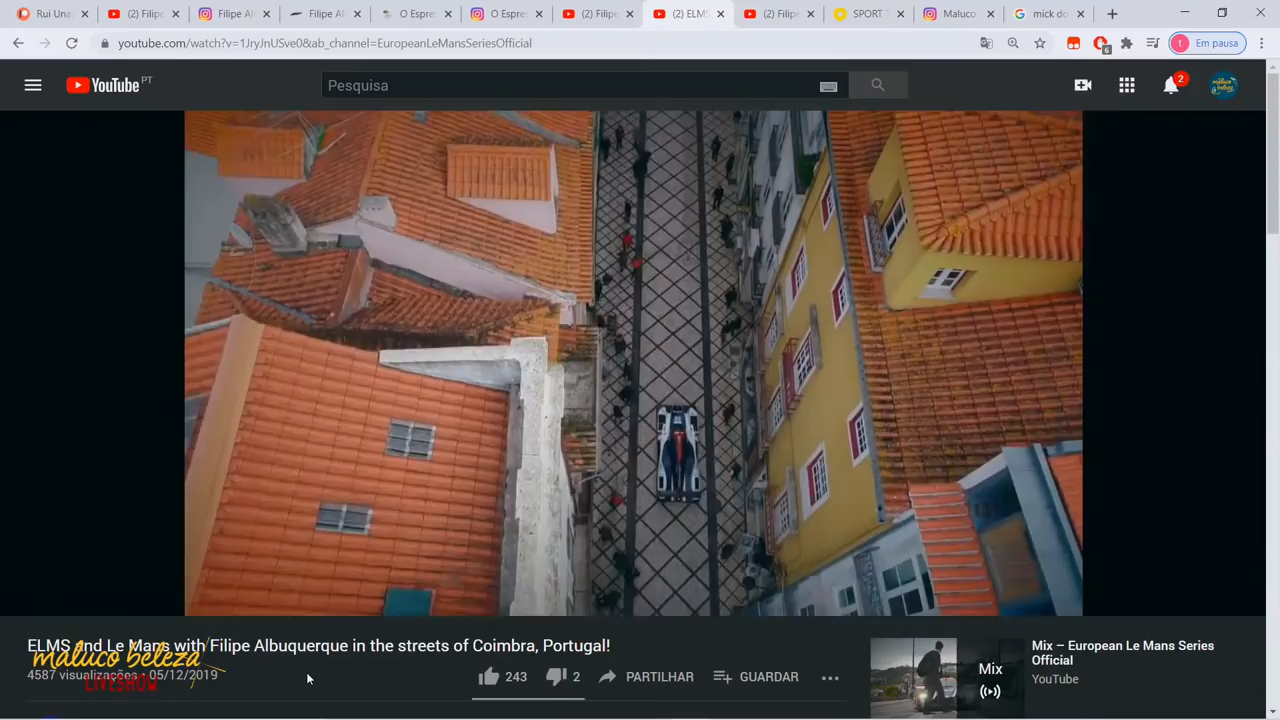 Rui Unas
(2) Filipe
Filipe Al
Filipe Al
O Espre
O Espre
(2) Filipe
(2) ELMS
(2) Filipe
SPORT T
Maluco
mick do
youtube.com/watch?v=1JryJnUSve0&ab_channel=EuropeanLeMansSeriesOfficial
6
t
Em pausa
YouTube PT
Pesquisa
2
ELMS and Le Mans with Filipe Albuquerque in the streets of Coimbra, Portugal!
maluco beleza
LIVESHOW
4587 visualizações • 05/12/2019
243
2
PARTILHAR
GUARDAR
Mix
Mix – European Le Mans Series
Official
YouTube